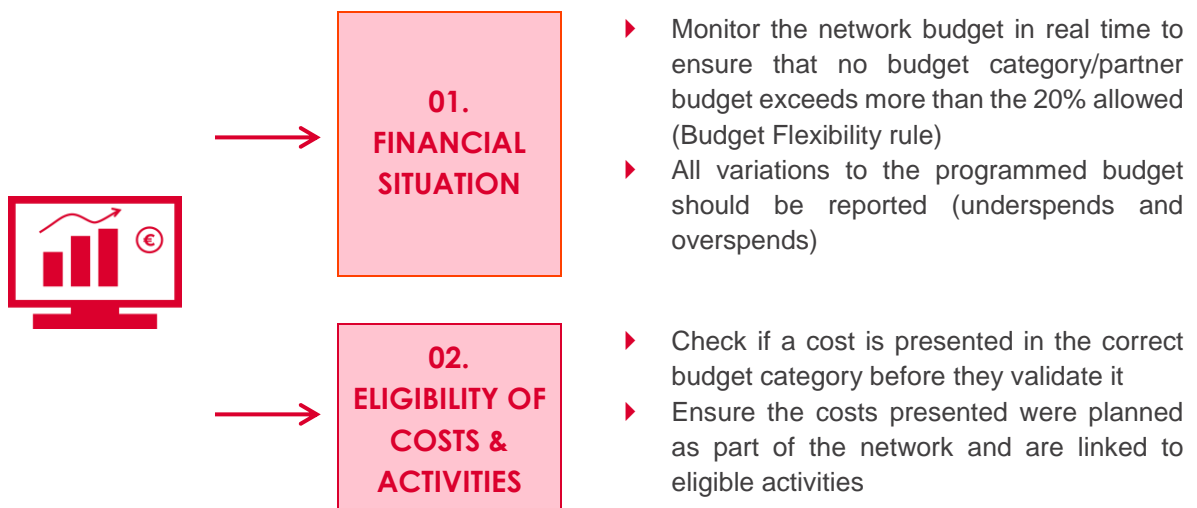 01.
FINANCIAL
SITUATION
Monitor the network budget in real time to
ensure that no budget category/partner
budget exceeds more than the 20% allowed
(Budget Flexibility rule)
All variations to the programmed budget
should be reported (underspends and
overspends)
€
02.
ELIGIBILITY OF
COSTS &
ACTIVITIES
Check if a cost is presented in the correct
budget category before they validate it
Ensure the costs presented were planned
as part of the network and are linked to
eligible activities